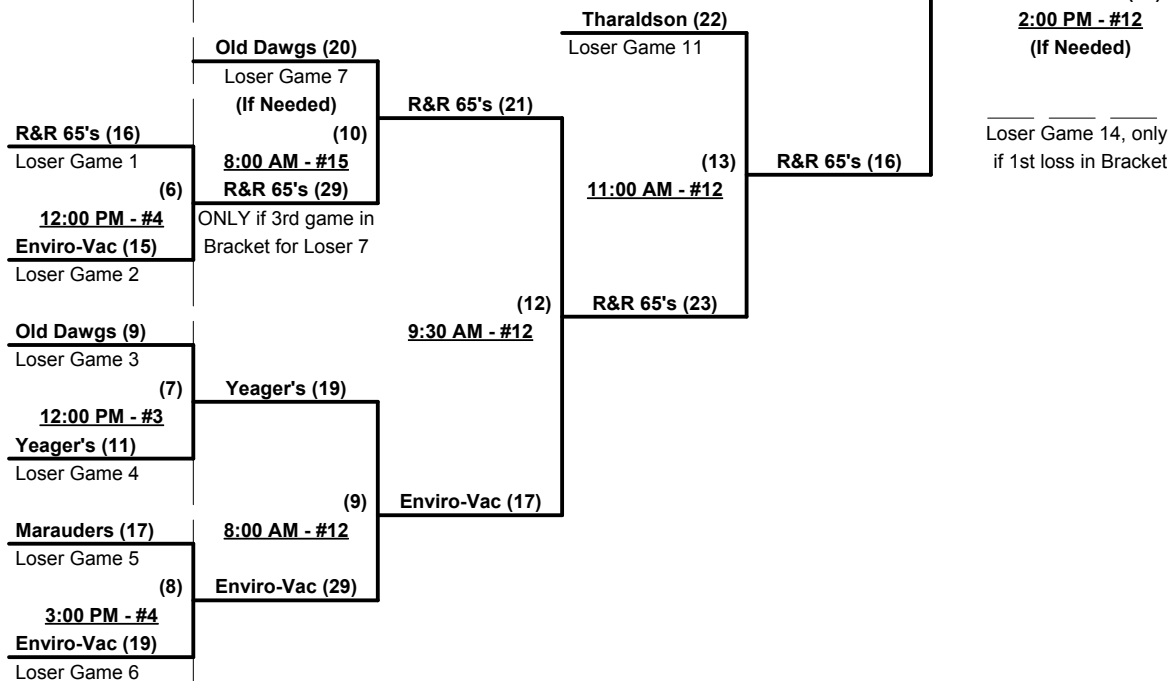 Tharaldson (22)
2:00 PM - #12
Old Dawgs (20)
Loser Game 11
(If Needed)
Loser Game 7
(If Needed)
R&R 65's (21)
R&R 65's (16)
(10)
Loser Game 14, only
Loser Game 1
8:00 AM - #15
(13)
R&R 65's (16)
if 1st loss in Bracket
(6)
R&R 65's (29)
11:00 AM - #12
12:00 PM - #4
ONLY if 3rd game in
Enviro-Vac (15)
Bracket for Loser 7
Loser Game 2
(12)
R&R 65's (23)
Old Dawgs (9)
9:30 AM - #12
Loser Game 3
(7)
Yeager's (19)
12:00 PM - #3
Yeager's (11)
Loser Game 4
(9)
Enviro-Vac (17)
Marauders (17)
8:00 AM - #12
Loser Game 5
(8)
Enviro-Vac (29)
3:00 PM - #4
Enviro-Vac (19)
Loser Game 6